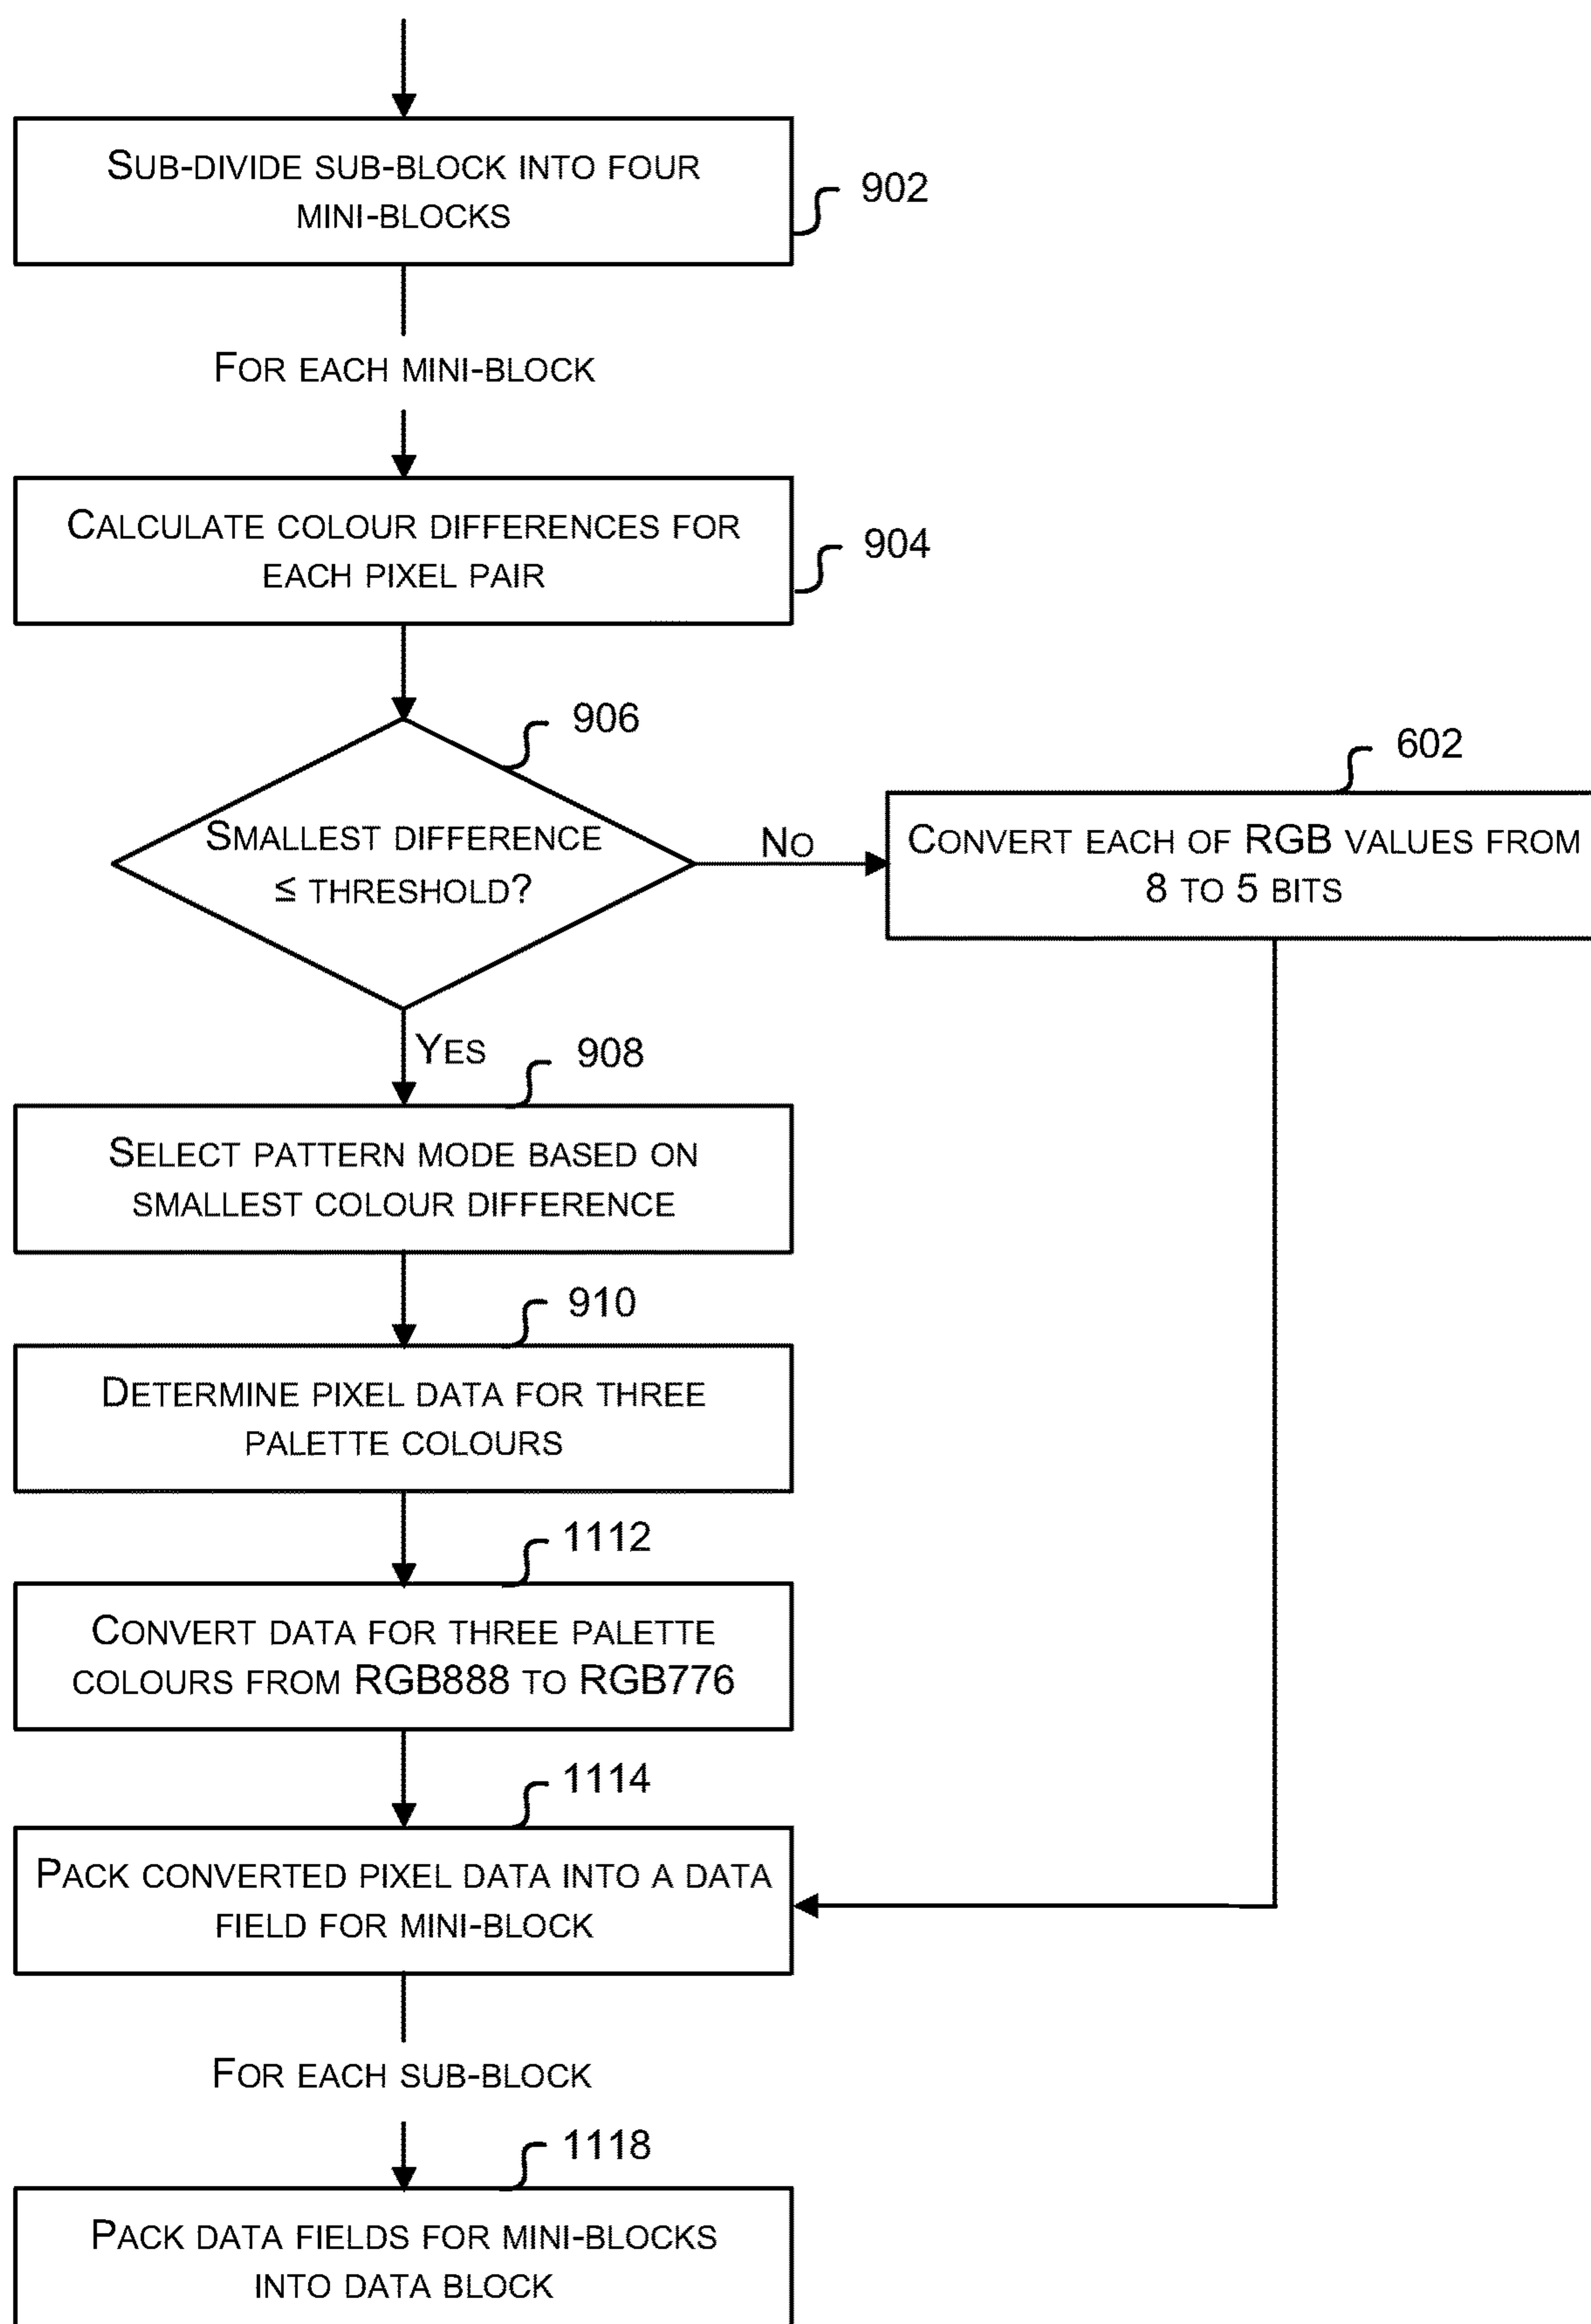 SUB-DIVIDE SUB-BLOCK INTO FOUR
MINI-BLOCKS
902
FOR EACH MINI-BLOCK
CALCULATE COLOUR DIFFERENCES FOR
EACH PIXEL PAIR
904
906
SMALLEST DIFFERENCE
≤ THRESHOLD?
NO
602
CONVERT EACH OF RGB VALUES FROM
8 TO 5 BITS
YES
908
SELECT PATTERN MODE BASED ON
SMALLEST COLOUR DIFFERENCE
910
DETERMINE PIXEL DATA FOR THREE
PALETTE COLOURS
1112
CONVERT DATA FOR THREE PALETTE
COLOURS FROM RGB888 TO RGB776
1114
PACK CONVERTED PIXEL DATA INTO A DATA
FIELD FOR MINI-BLOCK
FOR EACH SUB-BLOCK
1118
PACK DATA FIELDS FOR MINI-BLOCKS
INTO DATA BLOCK